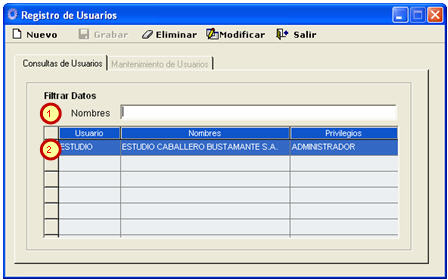 Registro de Usuarios
Nuevo Grabar Eliminar Modificar Salir
Consultas de Usuarios Mantenimiento de Usuarios
Filtrar Datos
1 Nombres
Usuario Nombres Privilegios
2 ESTUDIO ESTUDIO CABALLERO BUSTAMANTE S.A. ADMINISTRADOR